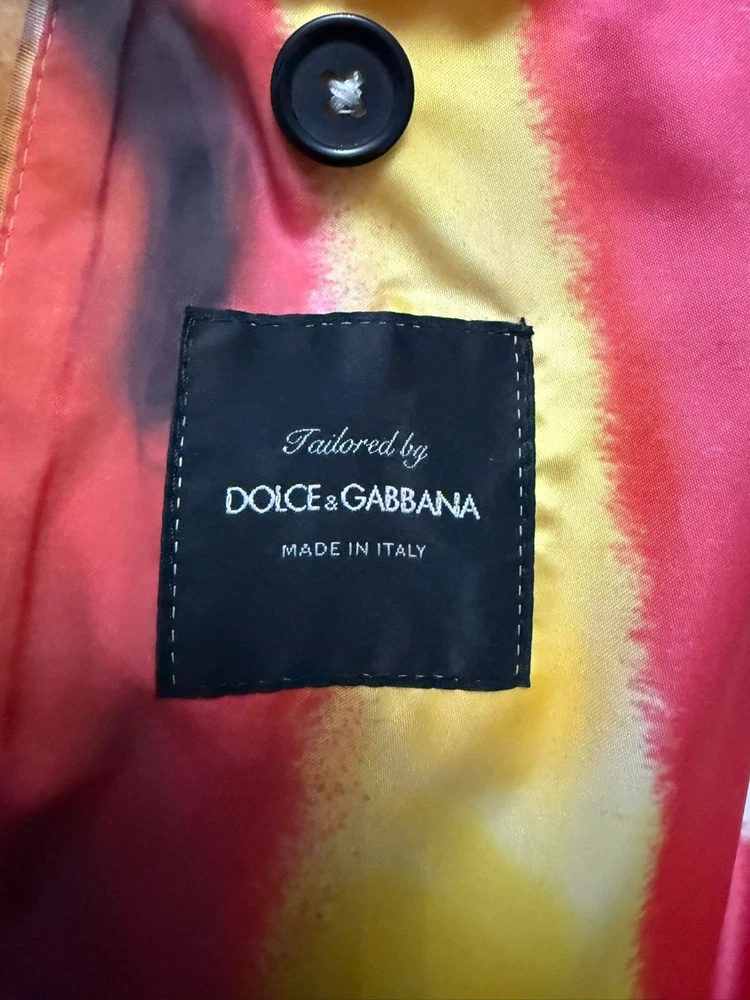 Tailored by
DOLCE & GABBANA
MADE IN ITALY